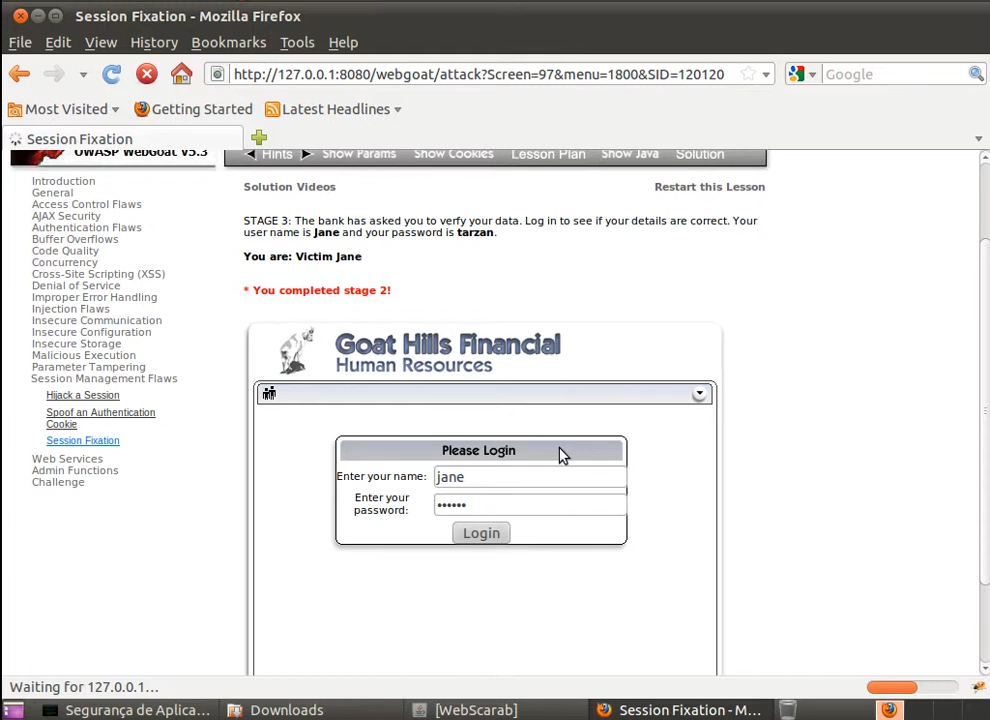 Session Fixation - Mozilla Firefox
File Edit View History Bookmarks Tools Help
http://127.0.0.1:8080/webgoat/attack?Screen=97&menu=1800&SID=120120
Google
Most Visited Getting Started Latest Headlines
Session Fixation
OWASP WebGoat V5.3
Hints Show Params Show Cookies Lesson Plan Show Java Solution
Introduction
General
Access Control Flaws
AJAX Security
Authentication Flaws
Buffer Overflows
Code Quality
Concurrency
Cross-Site Scripting (XSS)
Denial of Service
Improper Error Handling
Injection Flaws
Insecure Communication
Insecure Configuration
Insecure Storage
Malicious Execution
Parameter Tampering
Session Management Flaws
Hijack a Session
Spoof an Authentication
Cookie
Session Fixation
Web Services
Admin Functions
Challenge
Solution Videos Restart this Lesson
STAGE 3: The bank has asked you to verfy your data. Log in to see if your details are correct. Your
user name is Jane and your password is tarzan.
You are: Victim Jane
* You completed stage 2!
Goat Hills Financial
Human Resources
Please Login
Enter your name: jane
Enter your
password: ••••••
Login
Waiting for 127.0.0.1...
Segurança de Aplica... Downloads [WebScarab] Session Fixation - M...